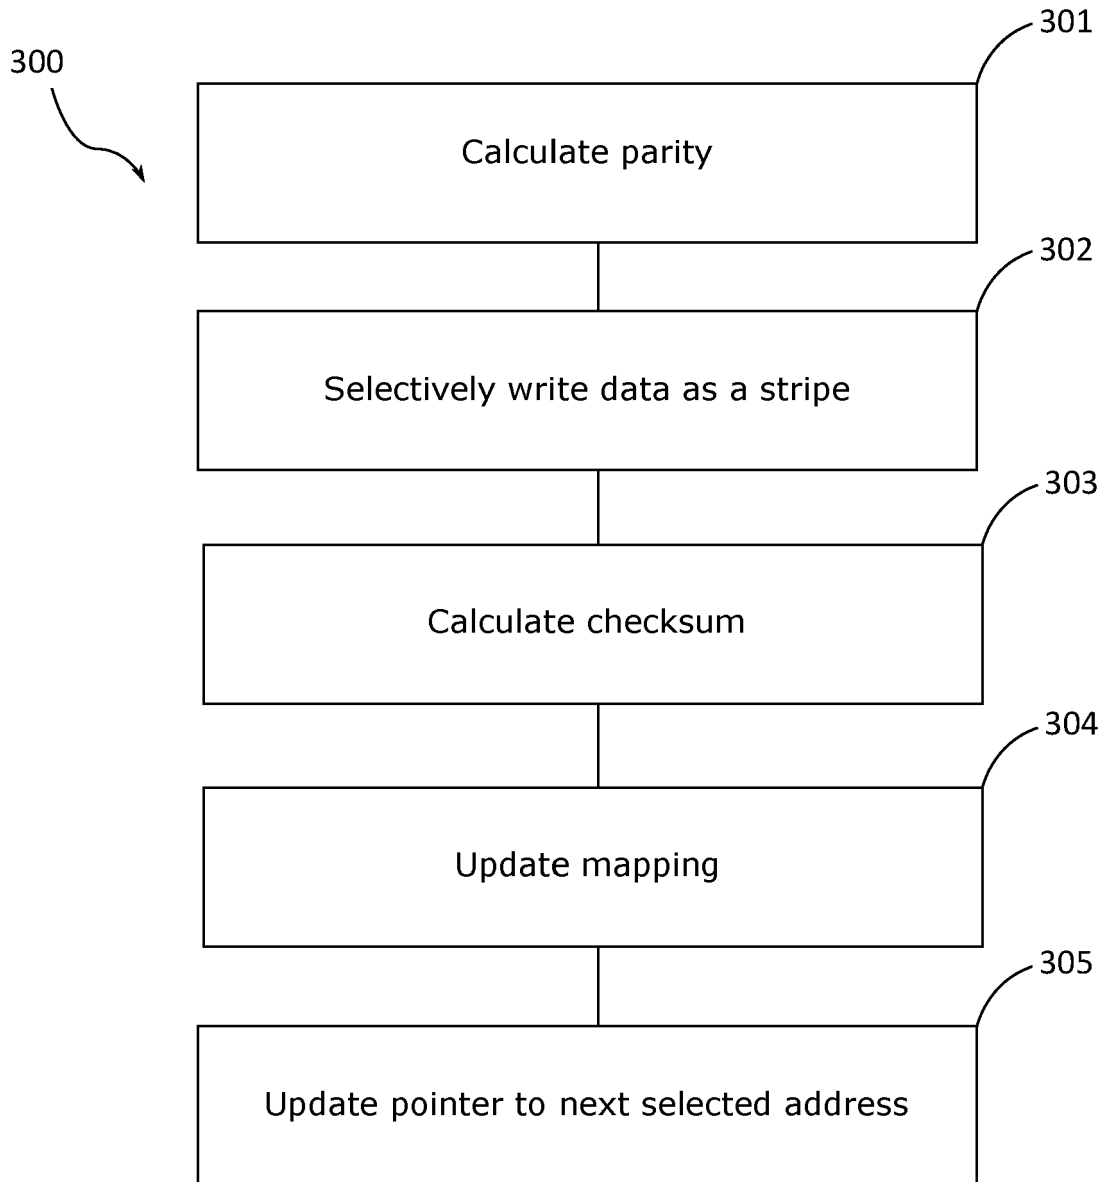 301
300
Calculate parity
302
Selectively write data as a stripe
303
Calculate checksum
304
Update mapping
305
Update pointer to next selected address